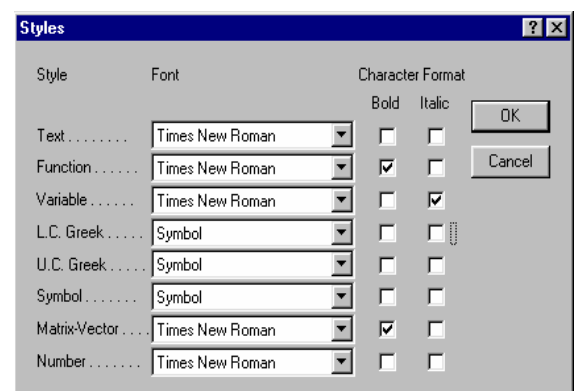 Styles
Style Font Character Format
Bold Italic
OK
Text . . . . . . . . Times New Roman
Function . . . . . . Times New Roman
Cancel
Variable . . . . . . Times New Roman
L.C. Greek . . . . . Symbol
U.C. Greek . . . . . Symbol
Symbol . . . . . . . Symbol
Matrix-Vector . . . . Times New Roman
Number . . . . . . . Times New Roman